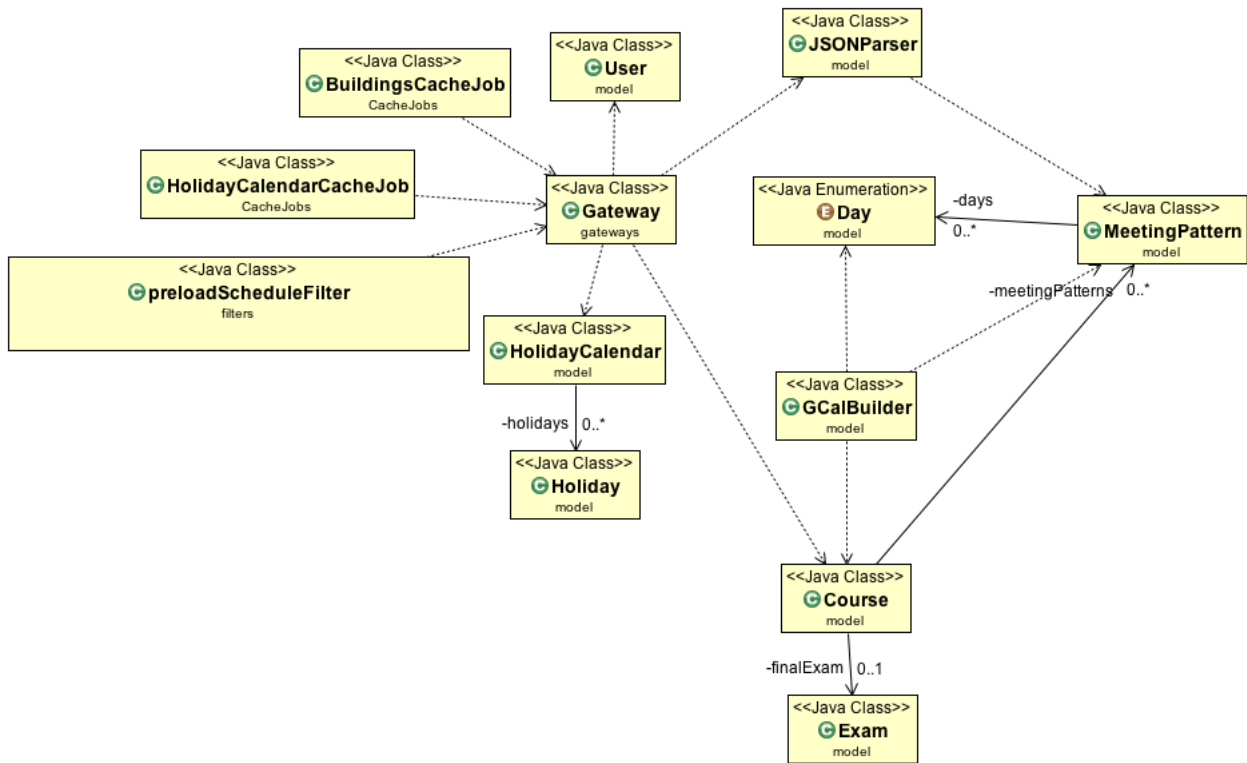 <<Java Class>>
JSONParser
model
<<Java Class>>
User
model
<<Java Class>>
BuildingsCacheJob
CacheJobs
<<Java Class>>
HolidayCalendarCacheJob
CacheJobs
<<Java Class>>
Gateway
gateways
<<Java Enumeration>>
Day
model
-days
0..*
<<Java Class>>
MeetingPattern
model
<<Java Class>>
preloadScheduleFilter
filters
-meetingPatterns
0..*
<<Java Class>>
HolidayCalendar
model
<<Java Class>>
GCalBuilder
model
-holidays
0..*
<<Java Class>>
Holiday
model
<<Java Class>>
Course
model
-finalExam
0..1
<<Java Class>>
Exam
model